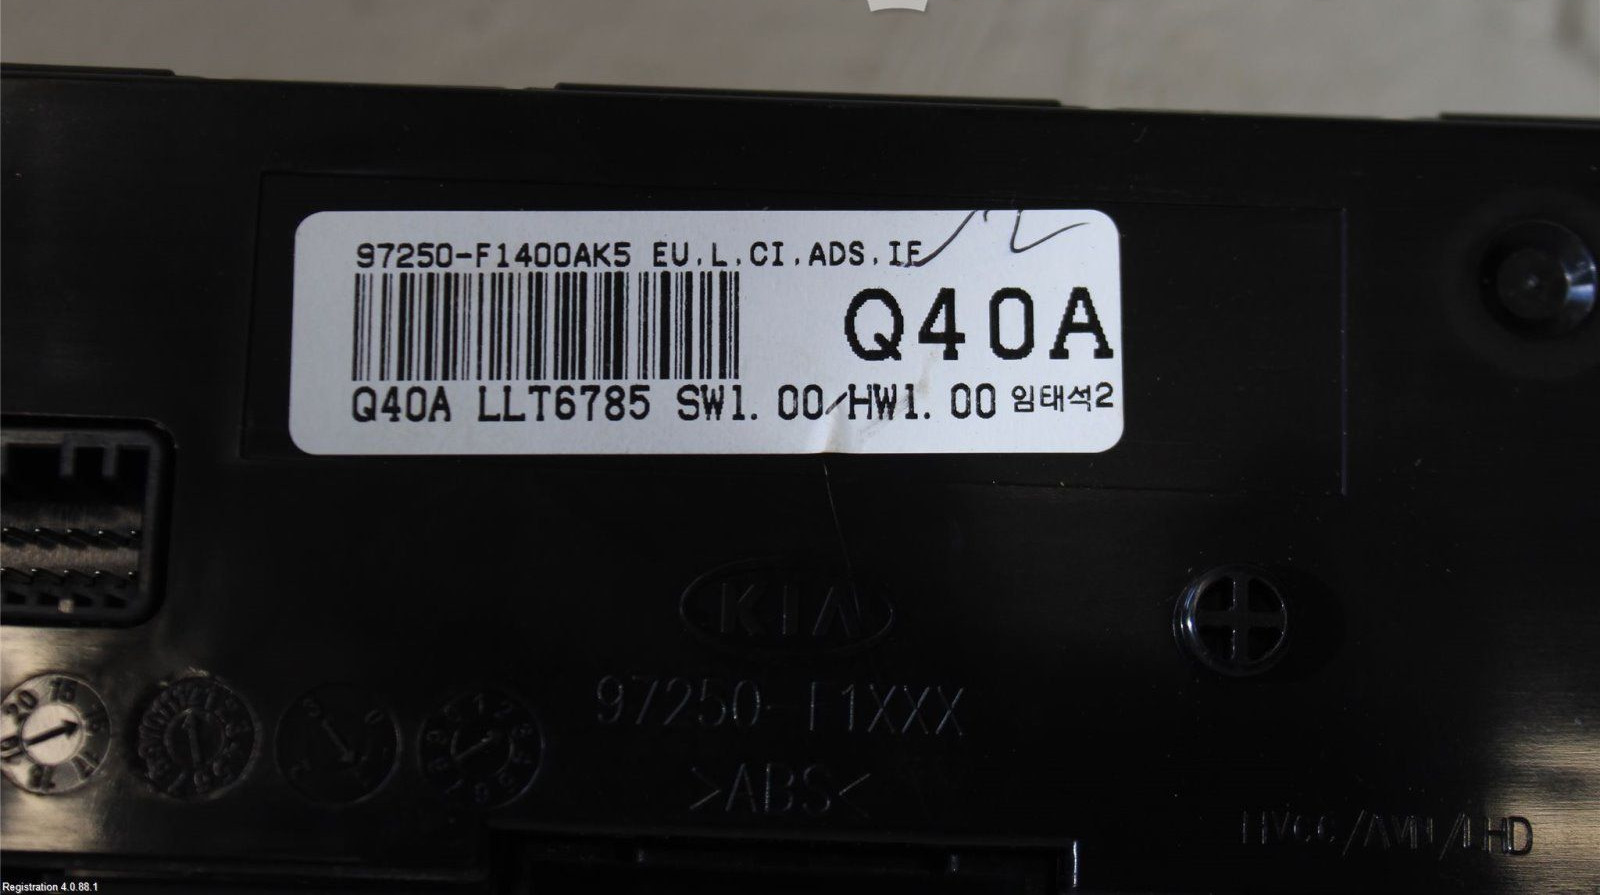 97250-F1400AK5 EU.L.CI.ADS.IF
Q40A
Q40A LLT6785 SW1.00/HW1.00 임태석2
KIA
97250-F1XXX
>ABS<
Registration 4.0.88.1